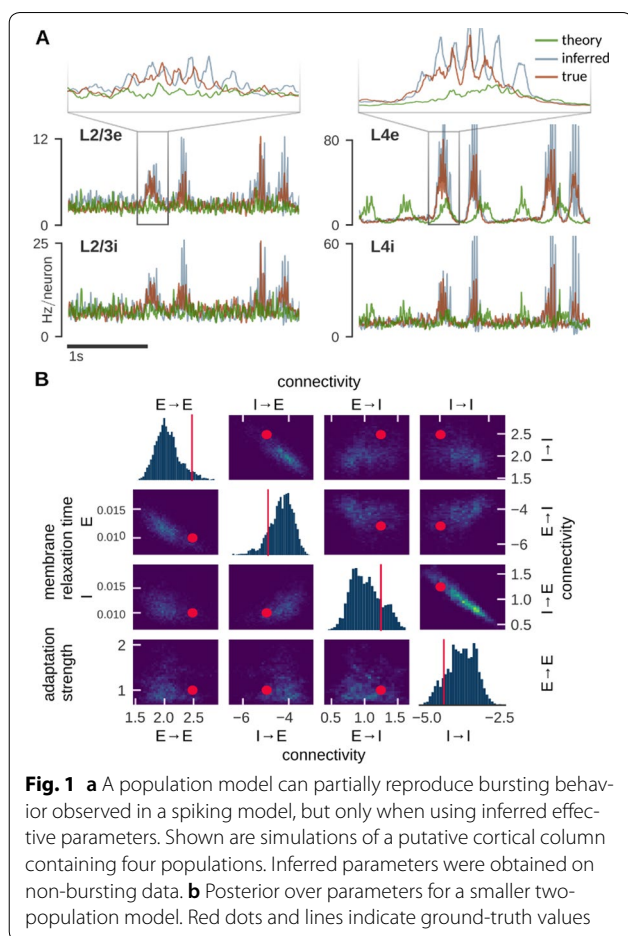 A
theory
inferred
true
12
L2/3e
0
80
L4e
0
25
L2/3i
0
Hz/neuron
60
L4i
0
1s
B
connectivity
E→E
I→E
E→I
I→I
2.5
2.0
1.5
I→I
membrane
relaxation time
E
0.015
0.010
−4
−6
E→I
I
0.015
0.010
1.5
1.0
0.5
I→E
connectivity
adaptation
strength
2
1
E→E
1.5 2.0 2.5
−6 −4
0.5 1.0 1.5
−5.0 −2.5
E→E
I→E
E→I
I→I
connectivity
Fig. 1 a A population model can partially reproduce bursting behav-
ior observed in a spiking model, but only when using inferred effec-
tive parameters. Shown are simulations of a putative cortical column
containing four populations. Inferred parameters were obtained on
non-bursting data. b Posterior over parameters for a smaller two-
population model. Red dots and lines indicate ground-truth values